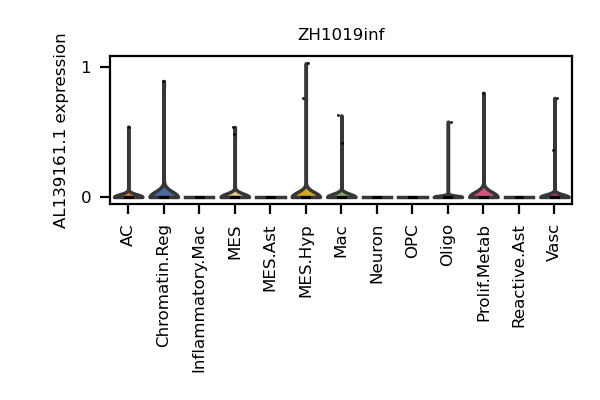 ZH1019inf
AL139161.1 expression
1
0
AC
Chromatin.Reg
Inflammatory.Mac
MES
MES.Ast
MES.Hyp
Mac
Neuron
OPC
Oligo
Prolif.Metab
Reactive.Ast
Vasc